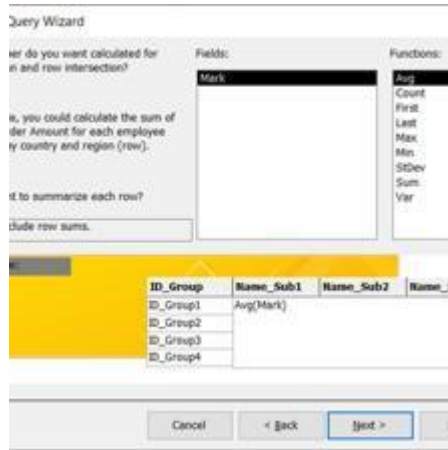 Query Wizard
er do you want calculated for
n and row intersection?
e, you could calculate the sum of
der Amount for each employee
y country and region (row).
t to summarize each row?
clude row sums.
Fields:
Mark
Functions:
Avg
Count
First
Last
Max
Min
StDev
Sum
Var
ID_Group Name_Sub1 Name_Sub2 Name_
ID_Group1 Avg(Mark)
ID_Group2
ID_Group3
ID_Group4
Cancel < Back Next >